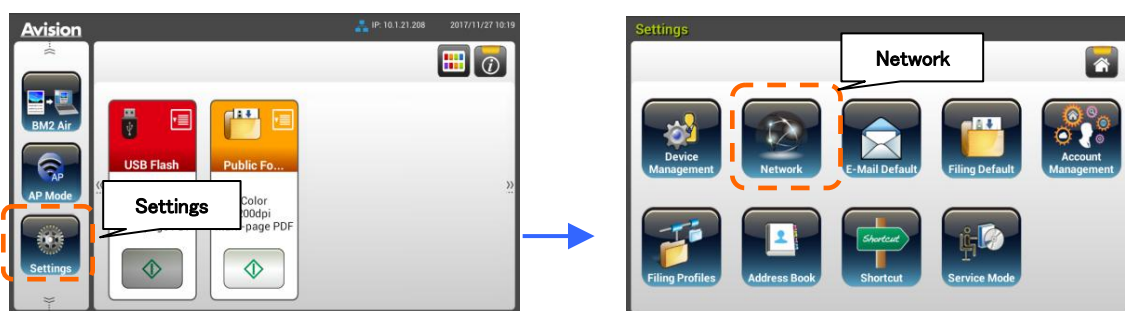 Avision
IP: 10.1.21.208
2017/11/27 10:19
BM2 Air
AP
AP Mode
Settings
USB Flash
Public Fo...
Color
200dpi
-page PDF
Settings
Settings
Network
Device
Management
Network
E-Mail Default
Filing Default
Account
Management
Filing Profiles
Address Book
Shortcut
Shortcut
Service Mode